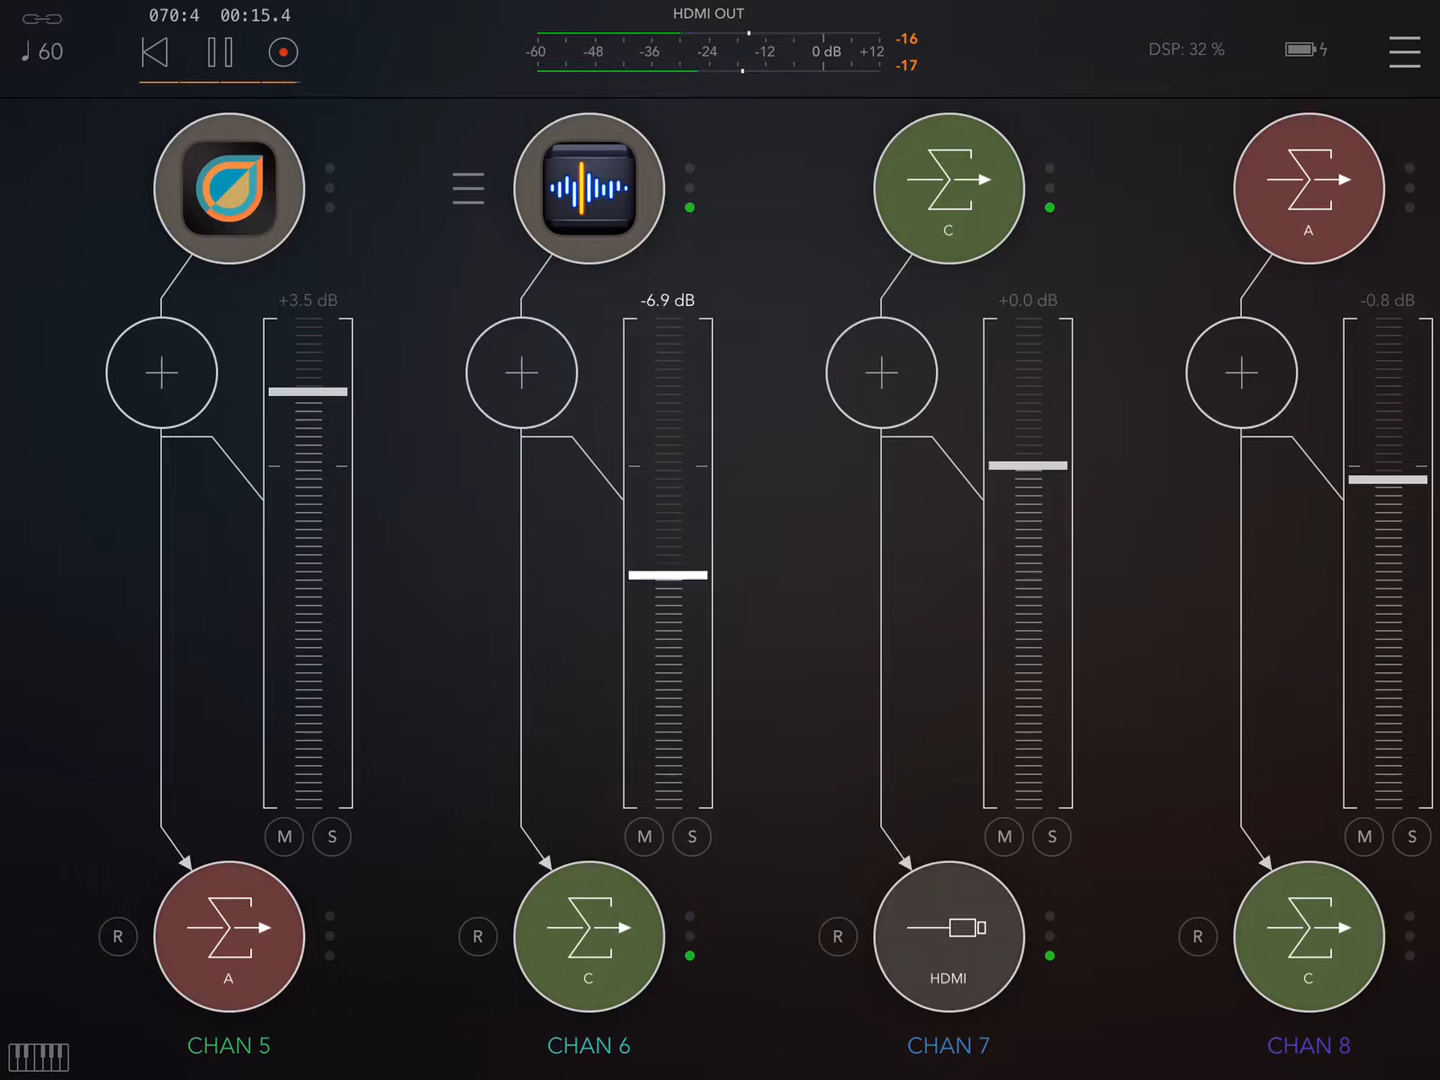 070:4 00:15.4
HDMI OUT
60
-60 -48 -36 -24 -12 0 dB +12
-16
-17
DSP: 32 %
C
A
+3.5 dB
-6.9 dB
+0.0 dB
-0.8 dB
M S
M S
M S
M S
R
A
R
C
R
HDMI
R
C
CHAN 5
CHAN 6
CHAN 7
CHAN 8